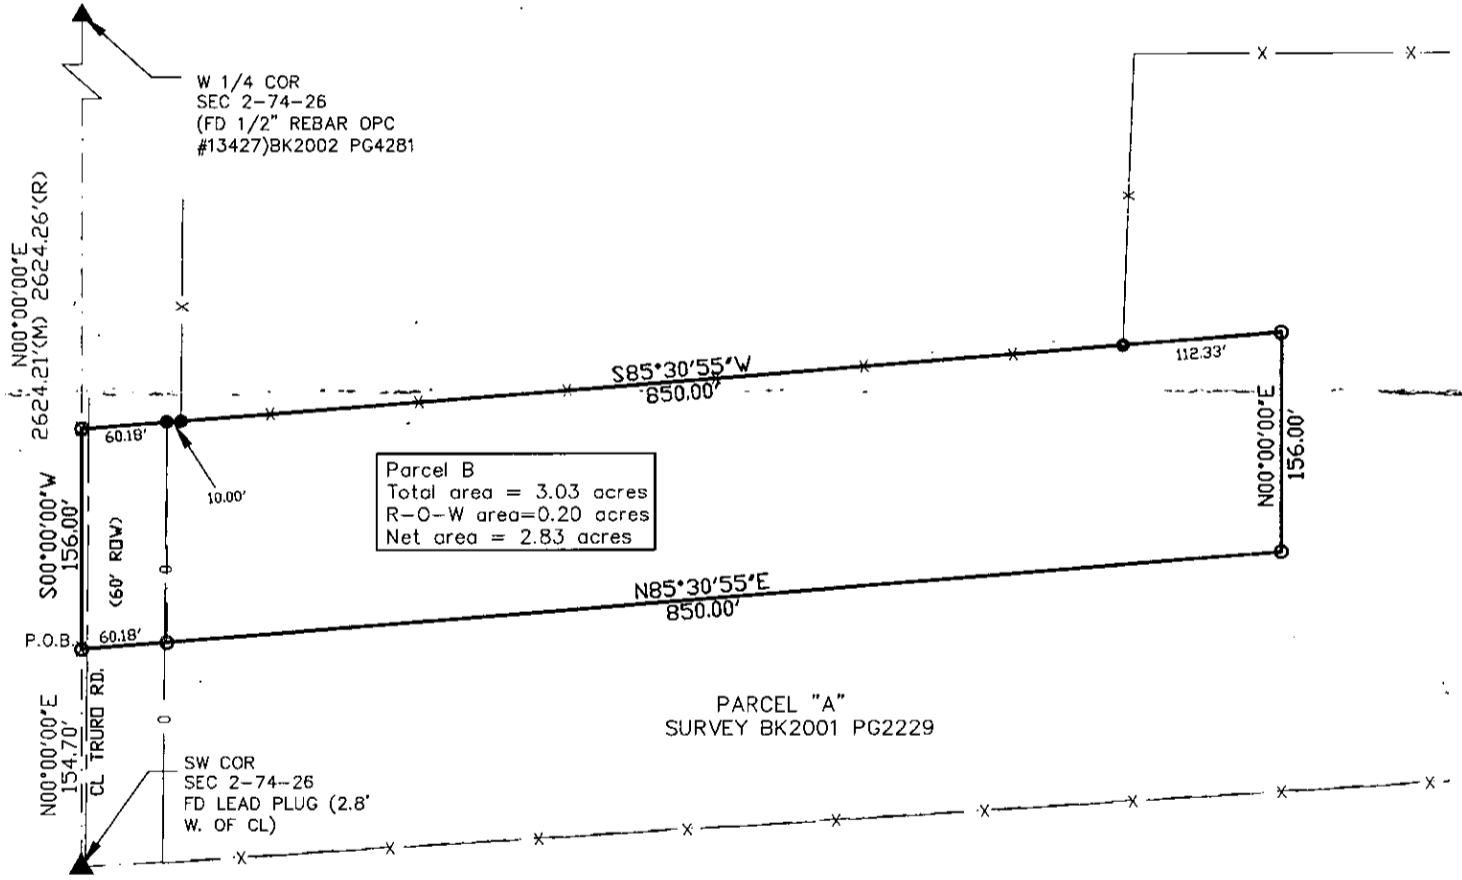 W 1/4 COR
SEC 2-74-26
(FD 1/2" REBAR OPC
#13427)BK2002 PG4281
N00°00'00"E
2624.21'(M) 2624.26'(R)
S85°30'55"W
850.00'
112.33'
60.18'
10.00'
N00°00'00"E
156.00'
S00°00'00"W
156.00'
(60' ROW)
Parcel B
Total area = 3.03 acres
R-O-W area=0.20 acres
Net area = 2.83 acres
N85°30'55"E
850.00'
P.O.B.
60.18'
N00°00'00"E
154.70'
CL TRURO RD.
PARCEL "A"
SURVEY BK2001 PG2229
SW COR
SEC 2-74-26
FD LEAD PLUG (2.8'
W. OF CL)